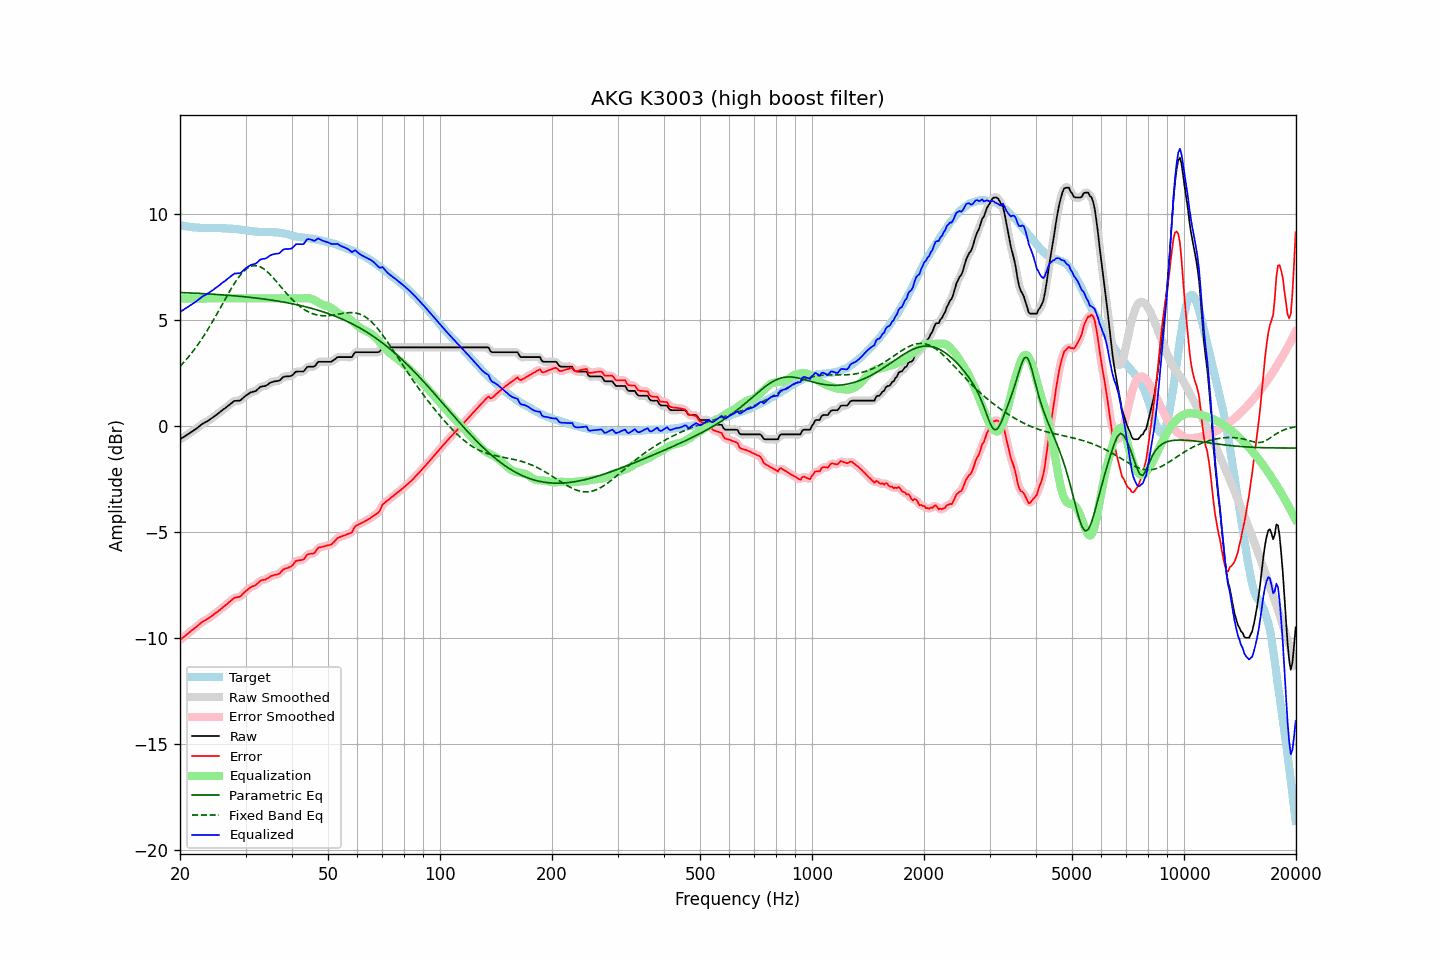 AKG K3003 (high boost filter)
Amplitude (dBr)
10
5
0
−5
−10
−15
−20
Target
Raw Smoothed
Error Smoothed
Raw
Error
Equalization
Parametric Eq
Fixed Band Eq
Equalized
20 50 100 200 500 1000 2000 5000 10000 20000
Frequency (Hz)